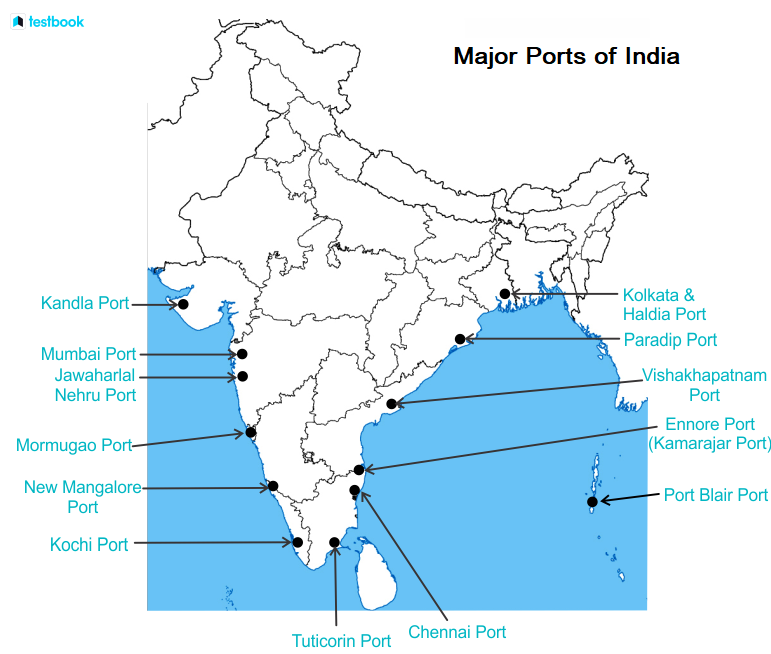 testbook
Major Ports of India
Kandla Port
Mumbai Port
Jawaharlal
Nehru Port
Mormugao Port
New Mangalore
Port
Kochi Port
Tuticorin Port
Chennai Port
Kolkata &
Haldia Port
Paradip Port
Vishakhapatnam
Port
Ennore Port
(Kamarajar Port)
Port Blair Port